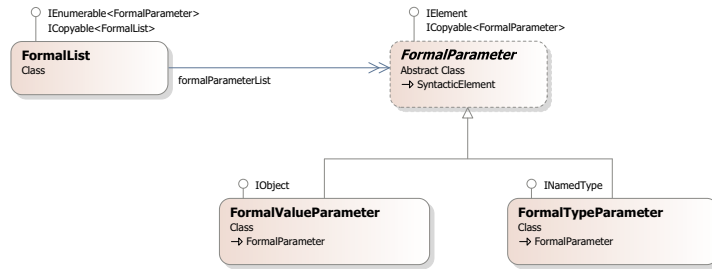 IEnumerable<FormalParameter>
ICopyable<FormalList>
FormalList
Class
formalParameterList
IElement
ICopyable<FormalParameter>
FormalParameter
Abstract Class
SyntacticElement
IObject
FormalValueParameter
Class
FormalParameter
INamedType
FormalTypeParameter
Class
FormalParameter